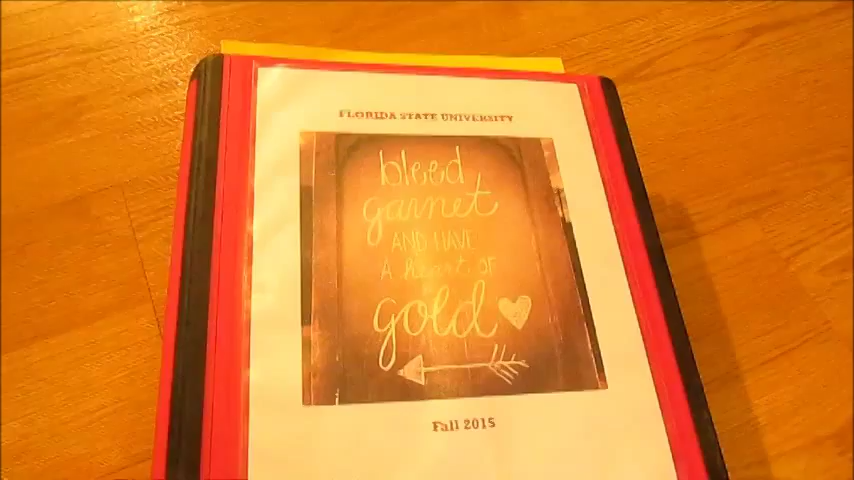 FLORIDA STATE UNIVERSITY
bleed
garnet
AND HAVE
A heart OF
gold
Fall 2015